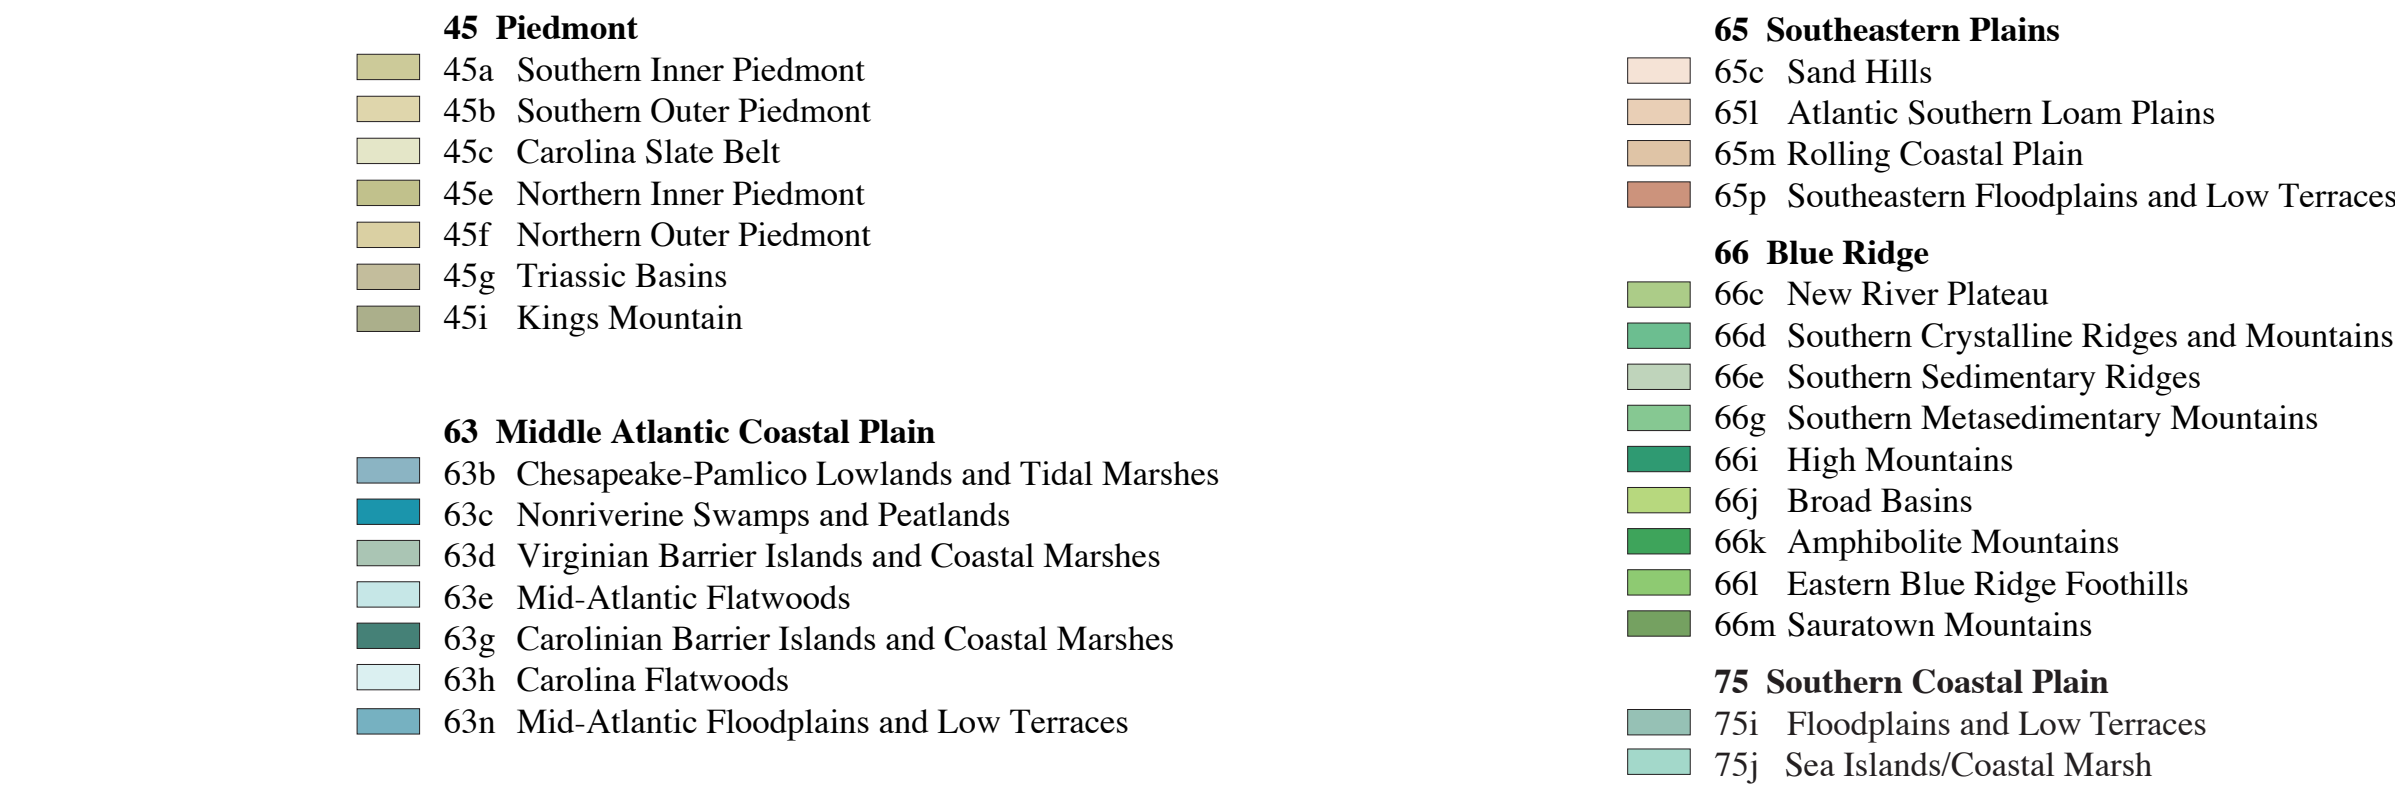 45 Piedmont
45a Southern Inner Piedmont
45b Southern Outer Piedmont
45c Carolina Slate Belt
45e Northern Inner Piedmont
45f Northern Outer Piedmont
45g Triassic Basins
45i Kings Mountain
63 Middle Atlantic Coastal Plain
63b Chesapeake-Pamlico Lowlands and Tidal Marshes
63c Nonriverine Swamps and Peatlands
63d Virginian Barrier Islands and Coastal Marshes
63e Mid-Atlantic Flatwoods
63g Carolinian Barrier Islands and Coastal Marshes
63h Carolina Flatwoods
63n Mid-Atlantic Floodplains and Low Terraces
65 Southeastern Plains
65c Sand Hills
65l Atlantic Southern Loam Plains
65m Rolling Coastal Plain
65p Southeastern Floodplains and Low Terraces
66 Blue Ridge
66c New River Plateau
66d Southern Crystalline Ridges and Mountains
66e Southern Sedimentary Ridges
66g Southern Metasedimentary Mountains
66i High Mountains
66j Broad Basins
66k Amphibolite Mountains
66l Eastern Blue Ridge Foothills
66m Sauratown Mountains
75 Southern Coastal Plain
75i Floodplains and Low Terraces
75j Sea Islands/Coastal Marsh